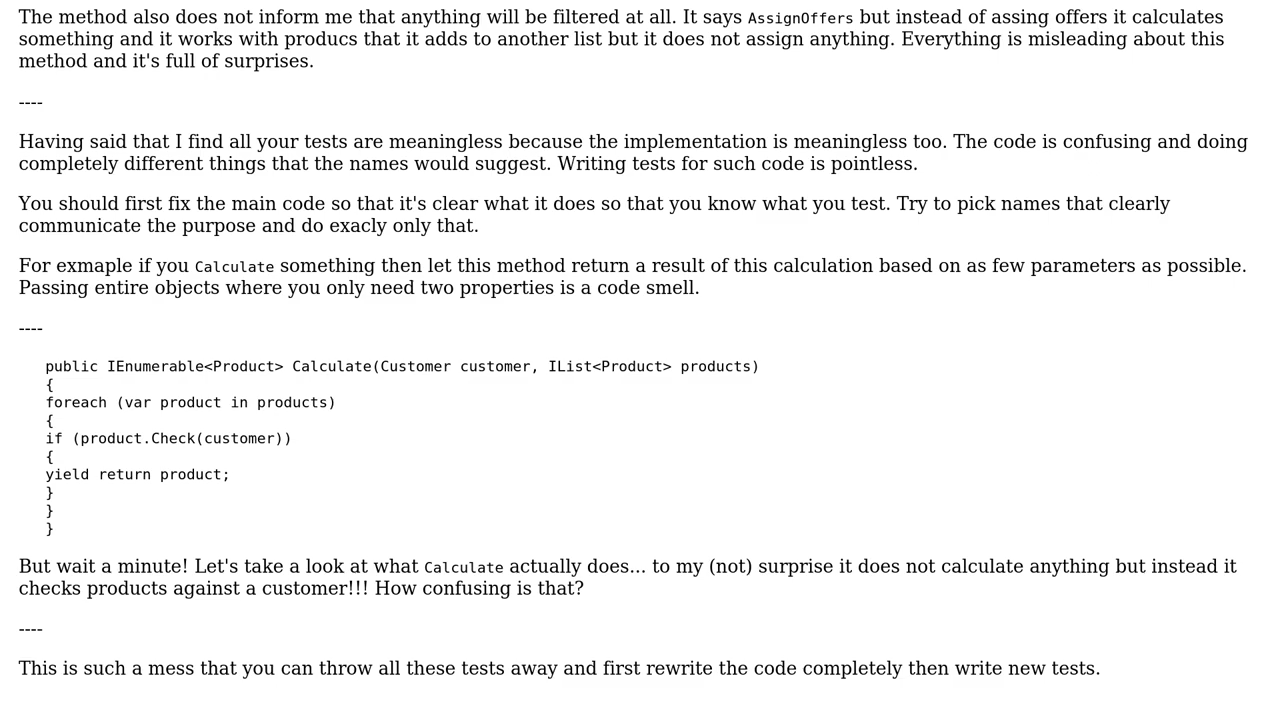 The method also does not inform me that anything will be filtered at all. It says AssignOffers but instead of assing offers it calculates
something and it works with producs that it adds to another list but it does not assign anything. Everything is misleading about this
method and it's full of surprises.
----
Having said that I find all your tests are meaningless because the implementation is meaningless too. The code is confusing and doing
completely different things that the names would suggest. Writing tests for such code is pointless.
You should first fix the main code so that it's clear what it does so that you know what you test. Try to pick names that clearly
communicate the purpose and do exacly only that.
For exmaple if you Calculate something then let this method return a result of this calculation based on as few parameters as possible.
Passing entire objects where you only need two properties is a code smell.
----
public IEnumerable<Product> Calculate(Customer customer, IList<Product> products)
{
foreach (var product in products)
{
if (product.Check(customer))
{
yield return product;
}
}
}
But wait a minute! Let's take a look at what Calculate actually does... to my (not) surprise it does not calculate anything but instead it
checks products against a customer!!! How confusing is that?
----
This is such a mess that you can throw all these tests away and first rewrite the code completely then write new tests.